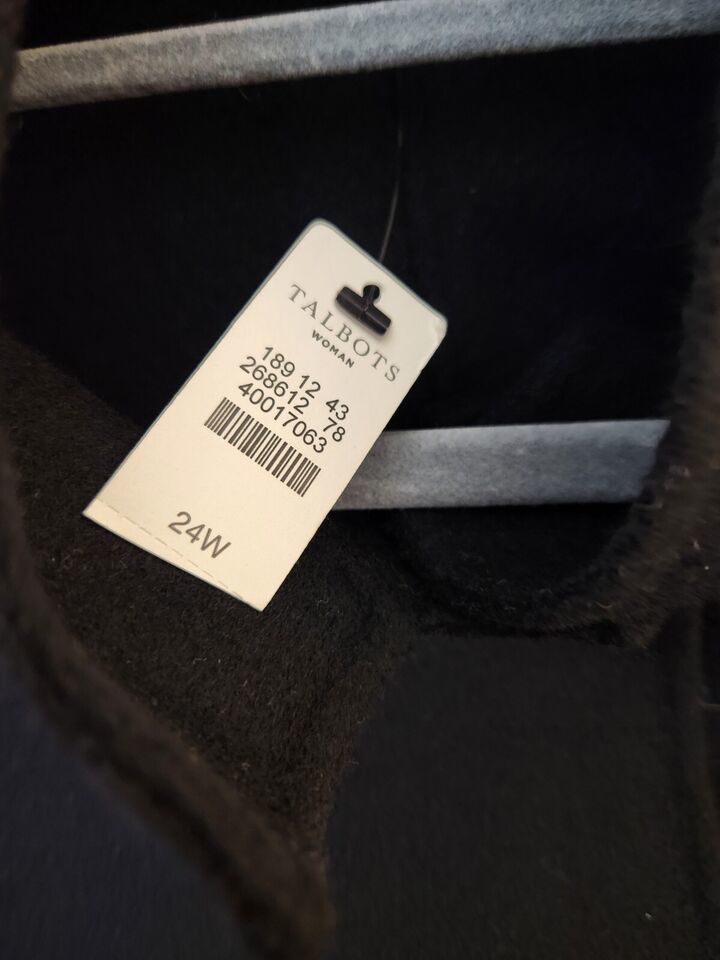 TALBOTS
WOMAN
189 12 43
268612 78
40017063
24W